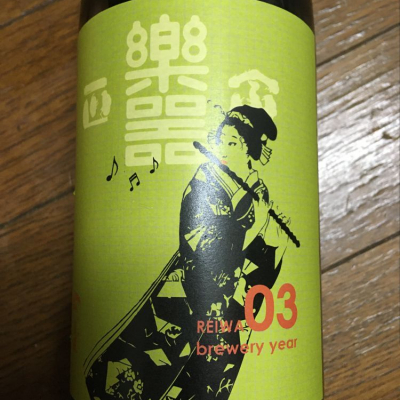 樂
器
REIWA 03
brewery year